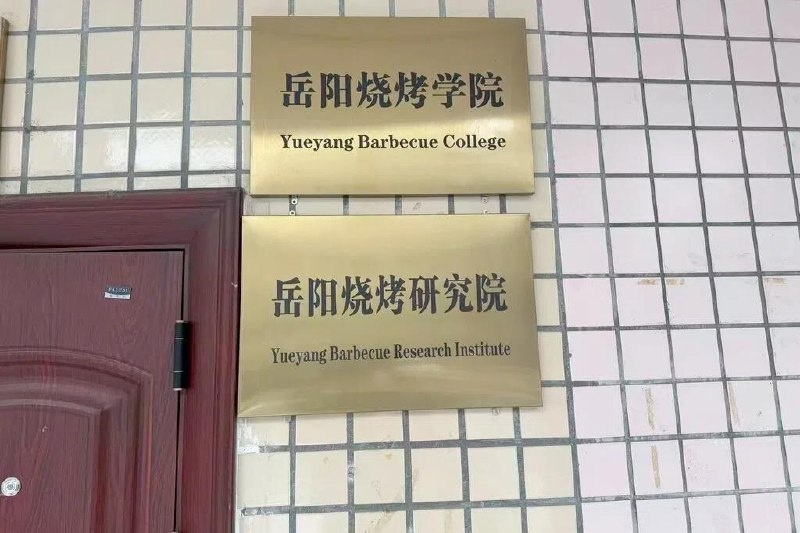 岳阳烧烤学院
Yueyang Barbecue College
岳阳烧烤研究院
Yueyang Barbecue Research Institute